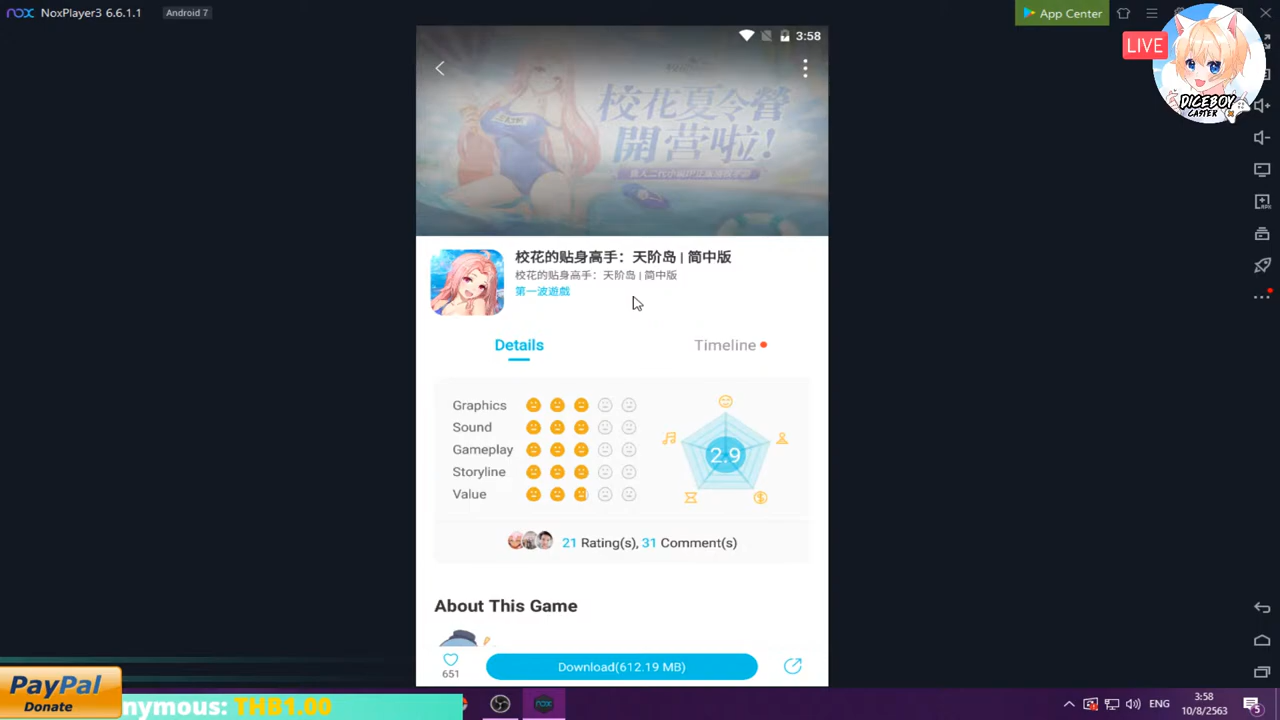 NoxPlayer3 6.6.1.1
Android 7
App Center
LIVE
DICEBOY
CASTER
3:58
校花夏令營
開营啦!
校花的贴身高手：天阶岛 | 简中版
校花的贴身高手：天阶岛 | 简中版
第一波遊戲
Details
Timeline
Graphics
Sound
Gameplay
Storyline
Value
2.9
21 Rating(s), 31 Comment(s)
About This Game
651
Download(612.19 MB)
PayPal
Donate
nymous: THB1.00
ENG
3:58
10/8/2563
5